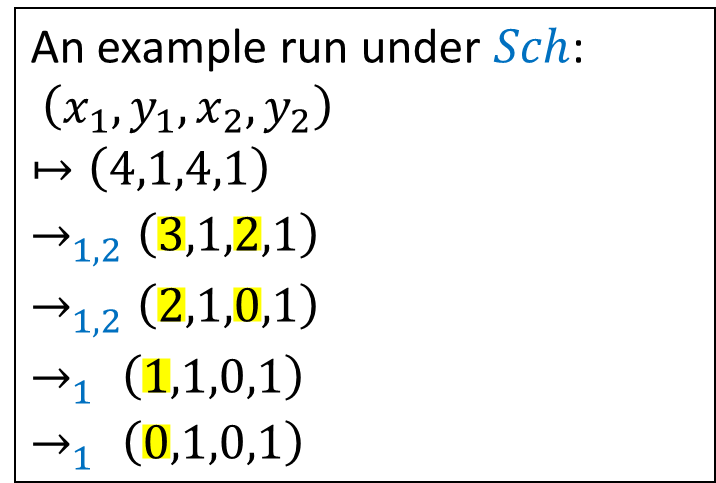 An example run under Sch:
(x₁, y₁, x₂, y₂)
↦ (4,1,4,1)
→₁,₂ (3,1,2,1)
→₁,₂ (2,1,0,1)
→₁ (1,1,0,1)
→₁ (0,1,0,1)